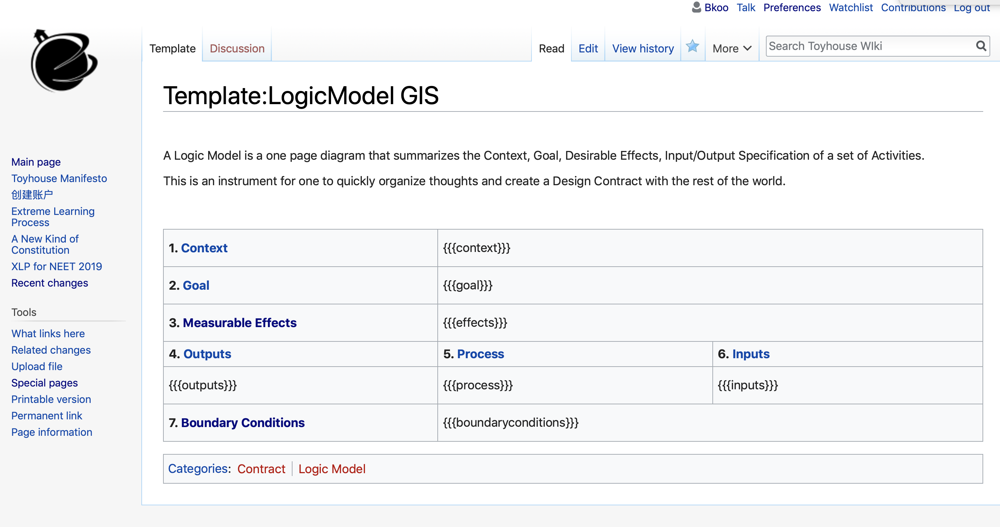 Bkoo Talk Preferences Watchlist Contributions Log out
Template Discussion Read Edit View history More Search Toyhouse WIki
Template:LogicModel GIS
A Logic Model is a one page diagram that summarizes the Context, Goal, Desirable Effects, Input/Output Specification of a set of Activities.
This is an instrument for one to quickly organize thoughts and create a Design Contract with the rest of the world.
1. Context {{{context}}}
2. Goal {{{goal}}}
3. Measurable Effects {{{effects}}}
4. Outputs 5. Process 6. Inputs
{{{outputs}}} {{{process}}} {{{inputs}}}
7. Boundary Conditions {{{boundaryconditions}}}
Categories: Contract Logic Model
Main page
Toyhouse Manifesto
创建账户
Extreme Learning
Process
A New Kind of
Constitution
XLP for NEET 2019
Recent changes
Tools
What links here
Related changes
Upload file
Special pages
Printable version
Permanent link
Page information